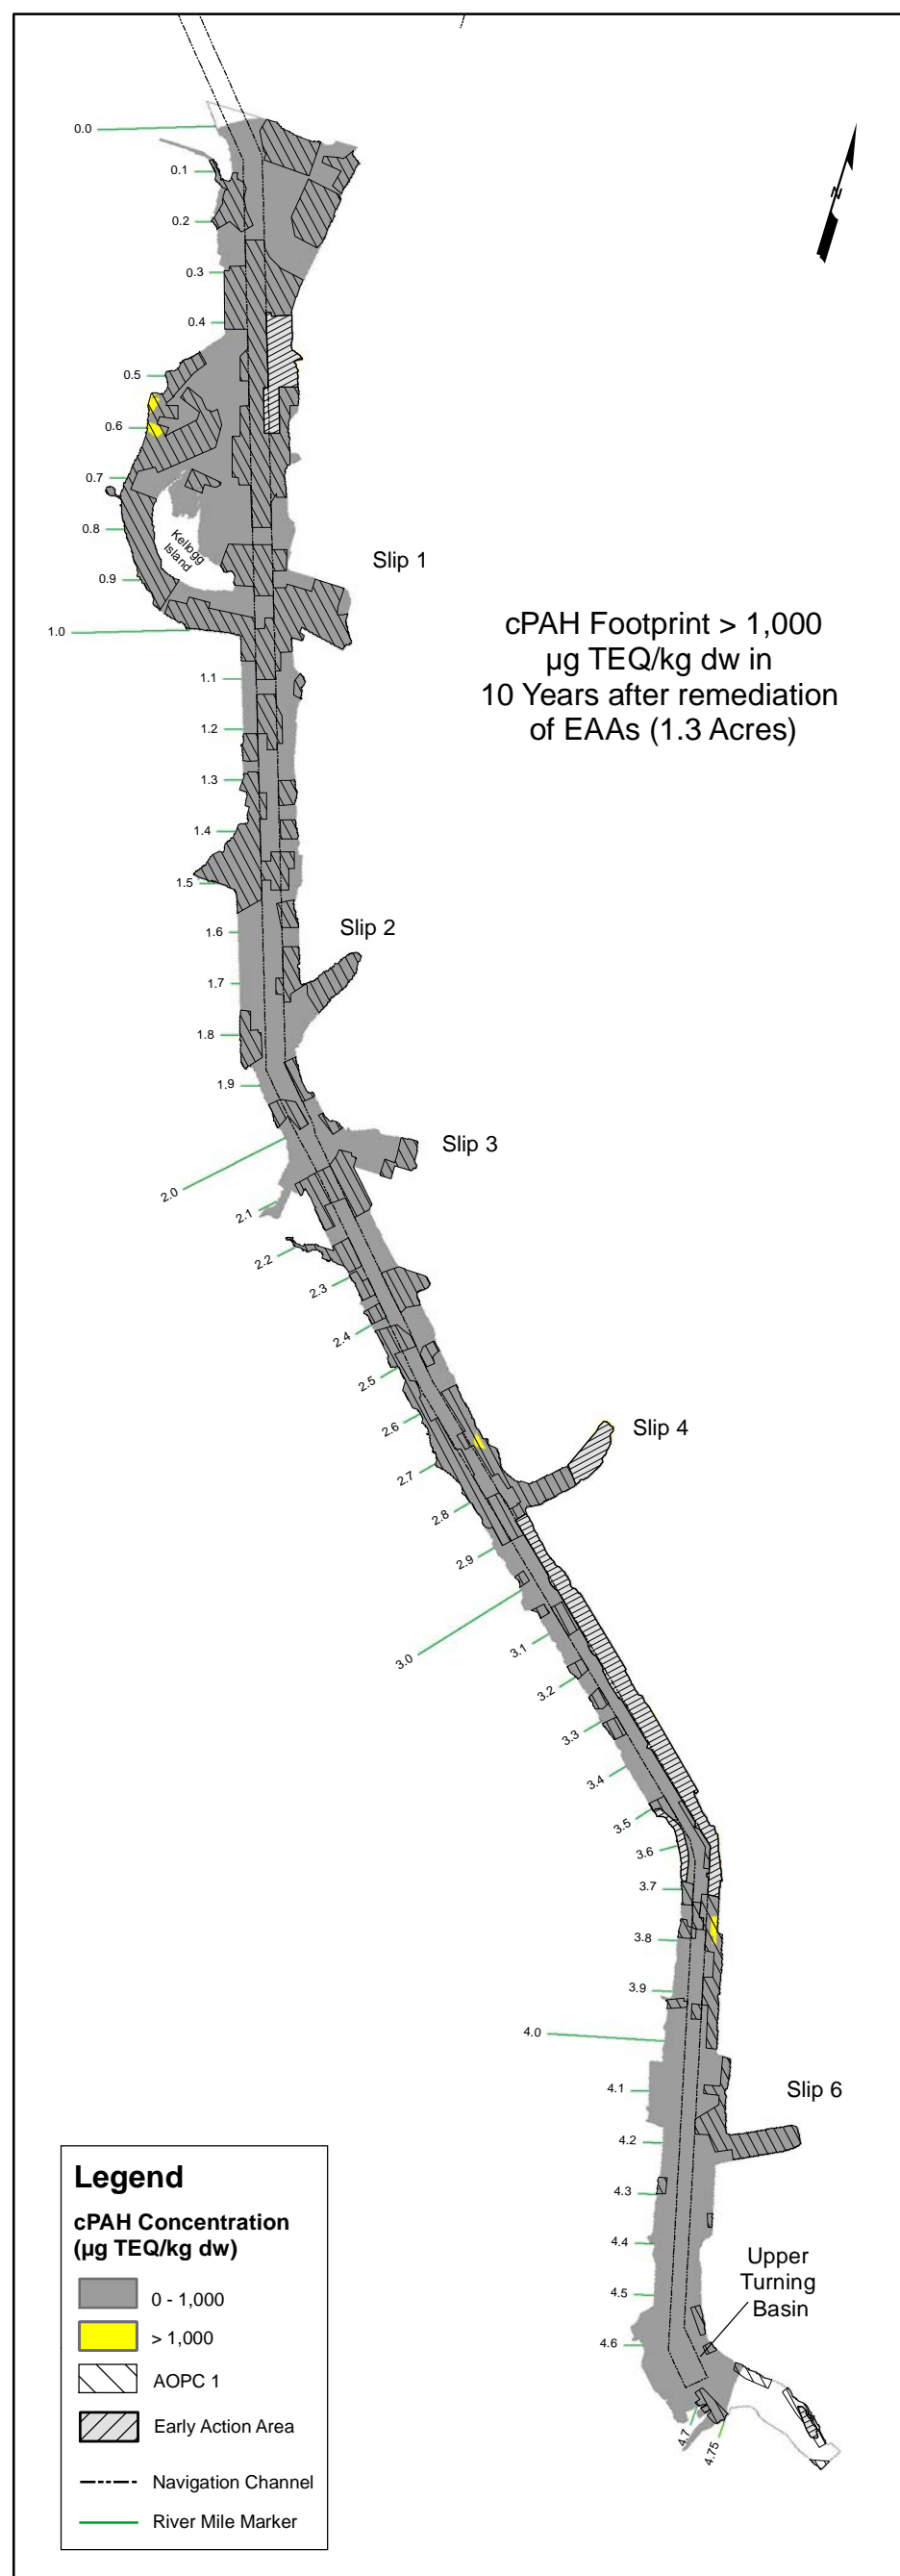 0.0
0.1
N
0.2
0.3
0.4
0.5
0.6
0.7
0.8
Kellogg
Island
Slip 1
0.9
1.0
cPAH Footprint > 1,000
µg TEQ/kg dw in
10 Years after remediation
of EAAs (1.3 Acres)
1.1
1.2
1.3
1.4
1.5
Slip 2
1.6
1.7
1.8
1.9
Slip 3
2.0
2.1
2.2
2.3
2.4
2.5
2.6
Slip 4
2.7
2.8
2.9
3.0
3.1
3.2
3.3
3.4
3.5
3.6
3.7
3.8
3.9
4.0
4.1
Slip 6
4.2
4.3
4.4
4.5
4.6
Upper
Turning
Basin
4.7
4.75
Legend
cPAH Concentration
(µg TEQ/kg dw)
0 - 1,000
> 1,000
AOPC 1
Early Action Area
Navigation Channel
River Mile Marker